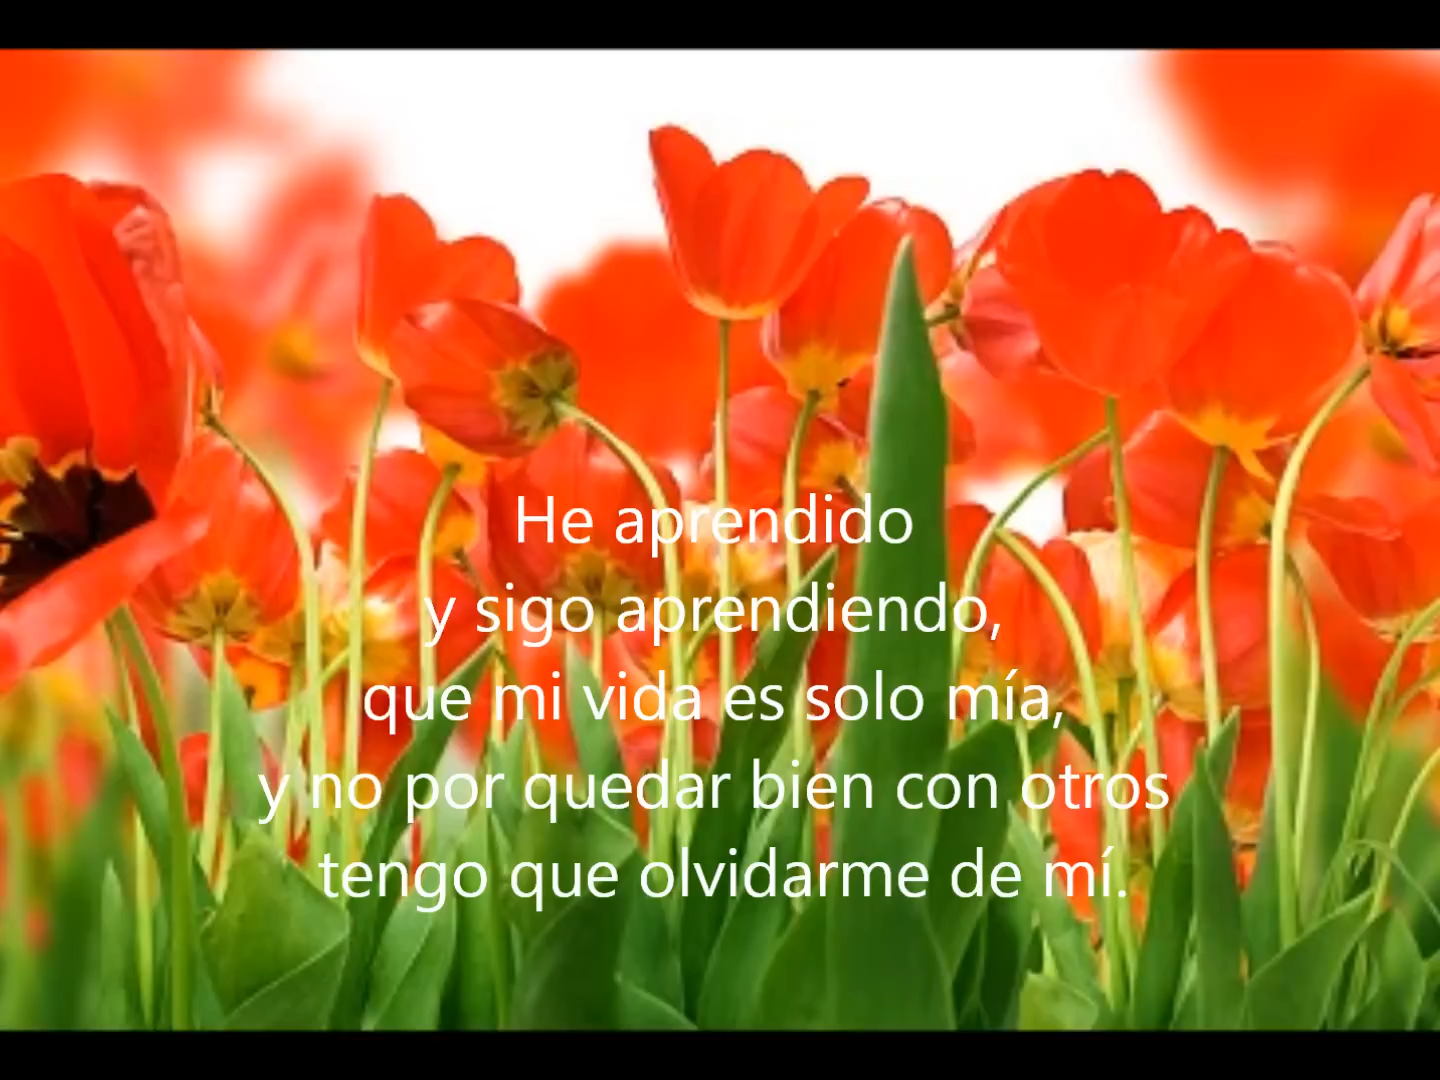 He aprendido
y sigo aprendiendo,
que mi vida es solo mía,
y no por quedar bien con otros
tengo que olvidarme de mí.